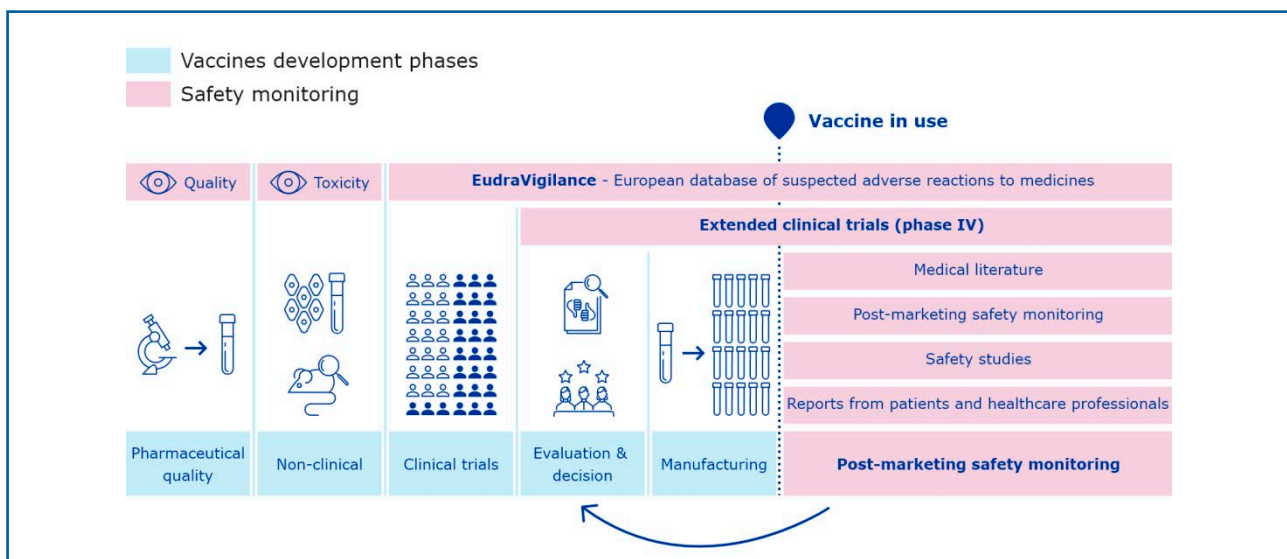 Vaccines development phases
Safety monitoring
Vaccine in use
Quality
Toxicity
EudraVigilance - European database of suspected adverse reactions to medicines
Extended clinical trials (phase IV)
Medical literature
Post-marketing safety monitoring
Safety studies
Reports from patients and healthcare professionals
Pharmaceutical
quality
Non-clinical
Clinical trials
Evaluation &
decision
Manufacturing
Post-marketing safety monitoring